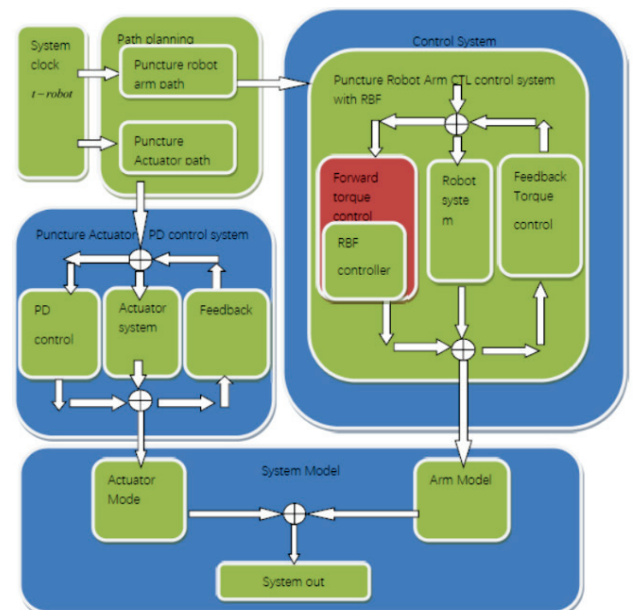 System
clock
t−robot
Path planning
Puncture robot
arm path
Puncture
Actuator path
Control System
Puncture Robot Arm CTL control system
with RBF
Forward
torque
control
RBF
controller
Robot
syste
m
Feedback
Torque
control
Puncture Actuator PD control system
PD
control
Actuator
system
Feedback
System Model
Actuator
Mode
Arm Model
System out